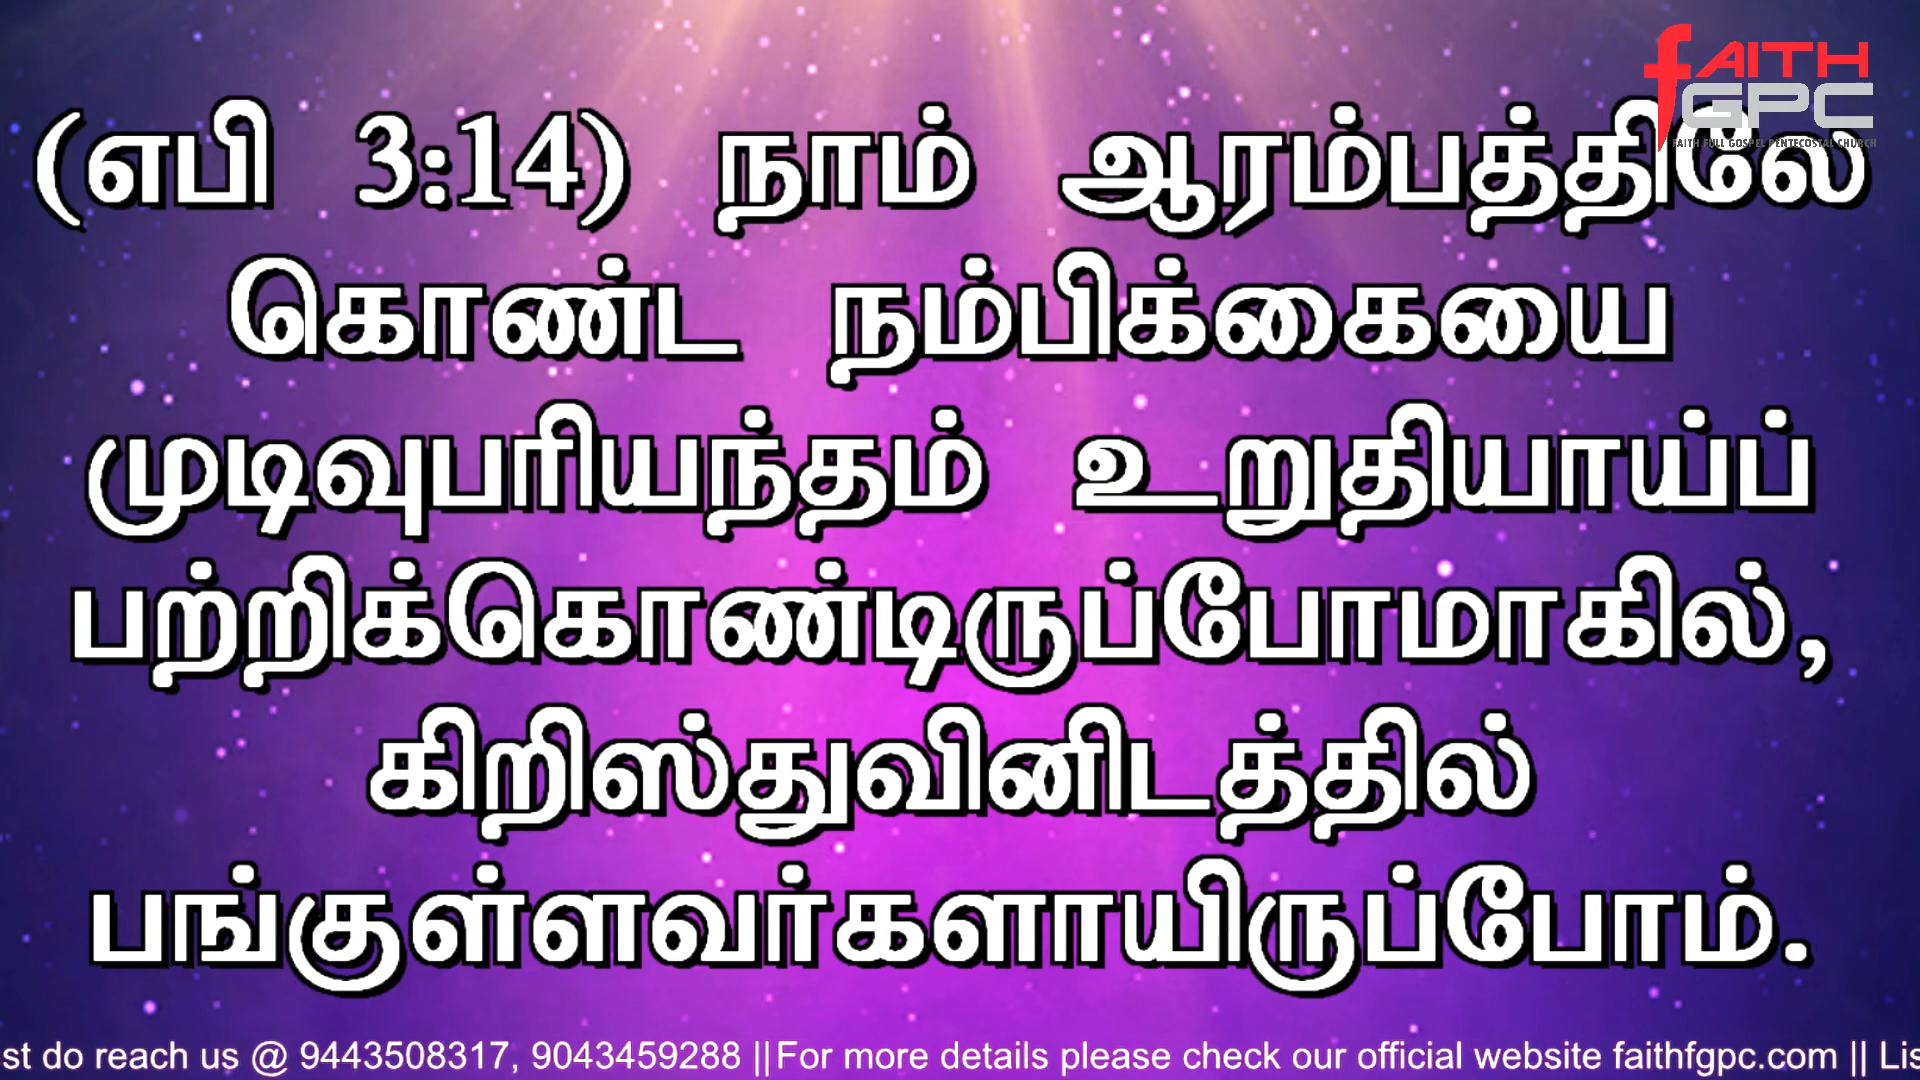 FAITH
GPC
FAITH FULL GOSPEL PENTECOSTAL CHURCH
(எபி 3:14) நாம் ஆரம்பத்திலே
கொண்ட நம்பிக்கையை
முடிவுபரியந்தம் உறுதியாய்ப்
பற்றிக்கொண்டிருப்போமாகில்,
கிறிஸ்துவினிடத்தில்
பங்குள்ளவர்களாயிருப்போம்.
st do reach us @ 9443508317, 9043459288 ||For more details please check our official website faithfgpc.com || Lis